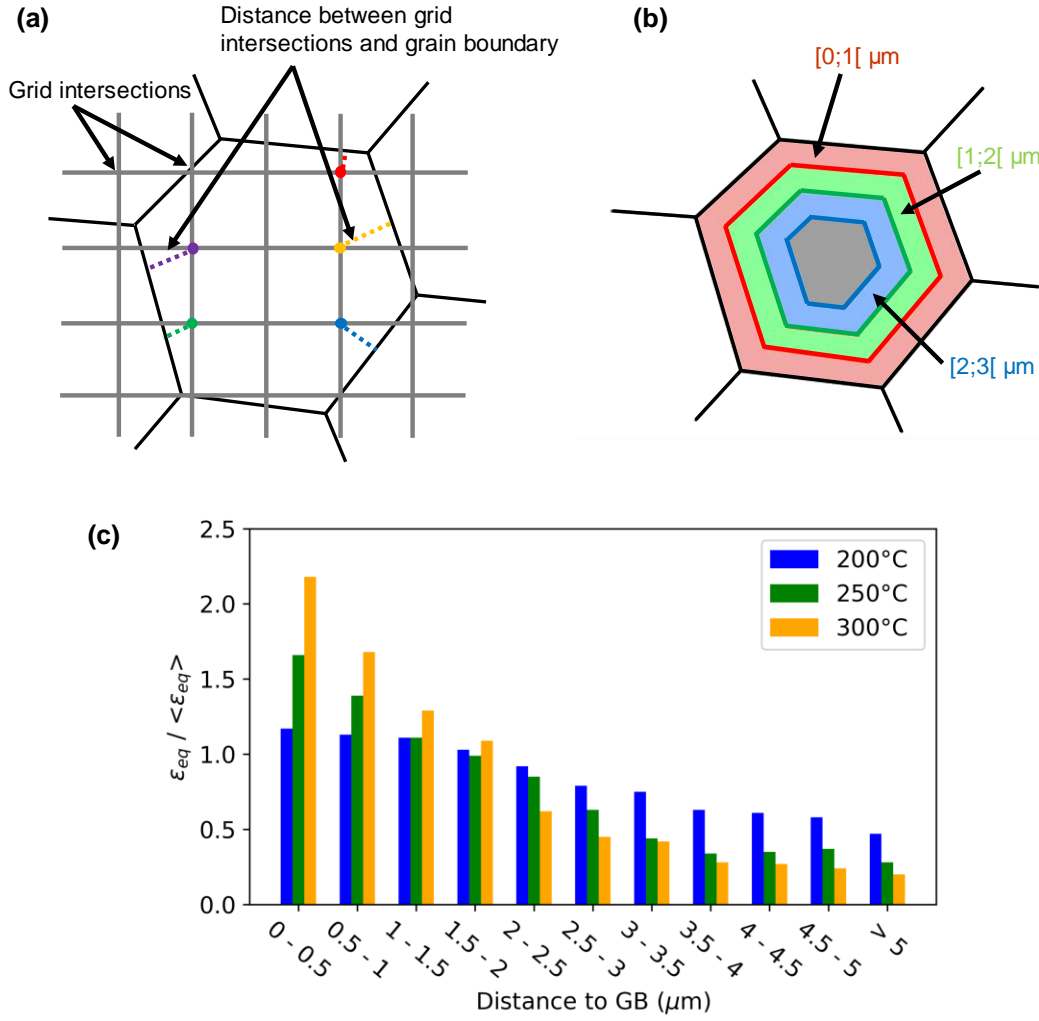 (a)
Distance between grid
intersections and grain boundary
Grid intersections
(b)
[0;1[ µm
[1;2[ µm
[2;3[ µm
(c)
2.5
2.0
1.5
1.0
0.5
0.0
ε_eq / <ε_eq>
200°C
250°C
300°C
0 - 0.5
0.5 - 1
1 - 1.5
1.5 - 2
2 - 2.5
2.5 - 3
3 - 3.5
3.5 - 4
4 - 4.5
4.5 - 5
> 5
Distance to GB (μm)